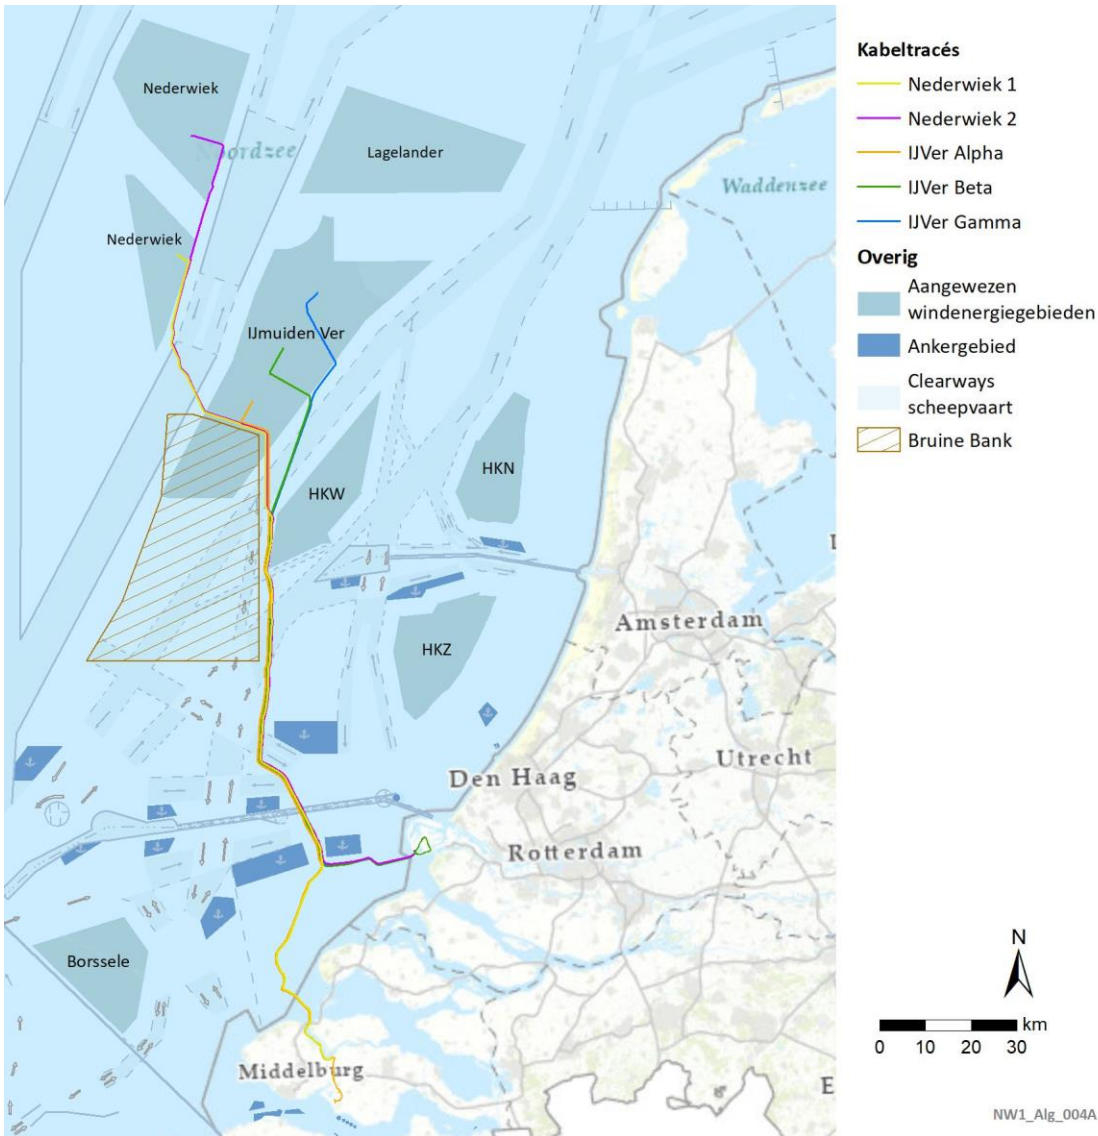 Nederwiek
Noordzee
Lagelander
Waddenzee
Nederwiek
IJmuiden Ver
HKN
HKW
Amsterdam
HKZ
Utrecht
Den Haag
Rotterdam
Borssele
Middelburg
E
Kabeltracés
Nederwiek 1
Nederwiek 2
IJVer Alpha
IJVer Beta
IJVer Gamma
Overig
Aangewezen
windenergiegebieden
Ankergebied
Clearways
scheepvaart
Bruine Bank
N
km
0 10 20 30
NW1_Alg_004A